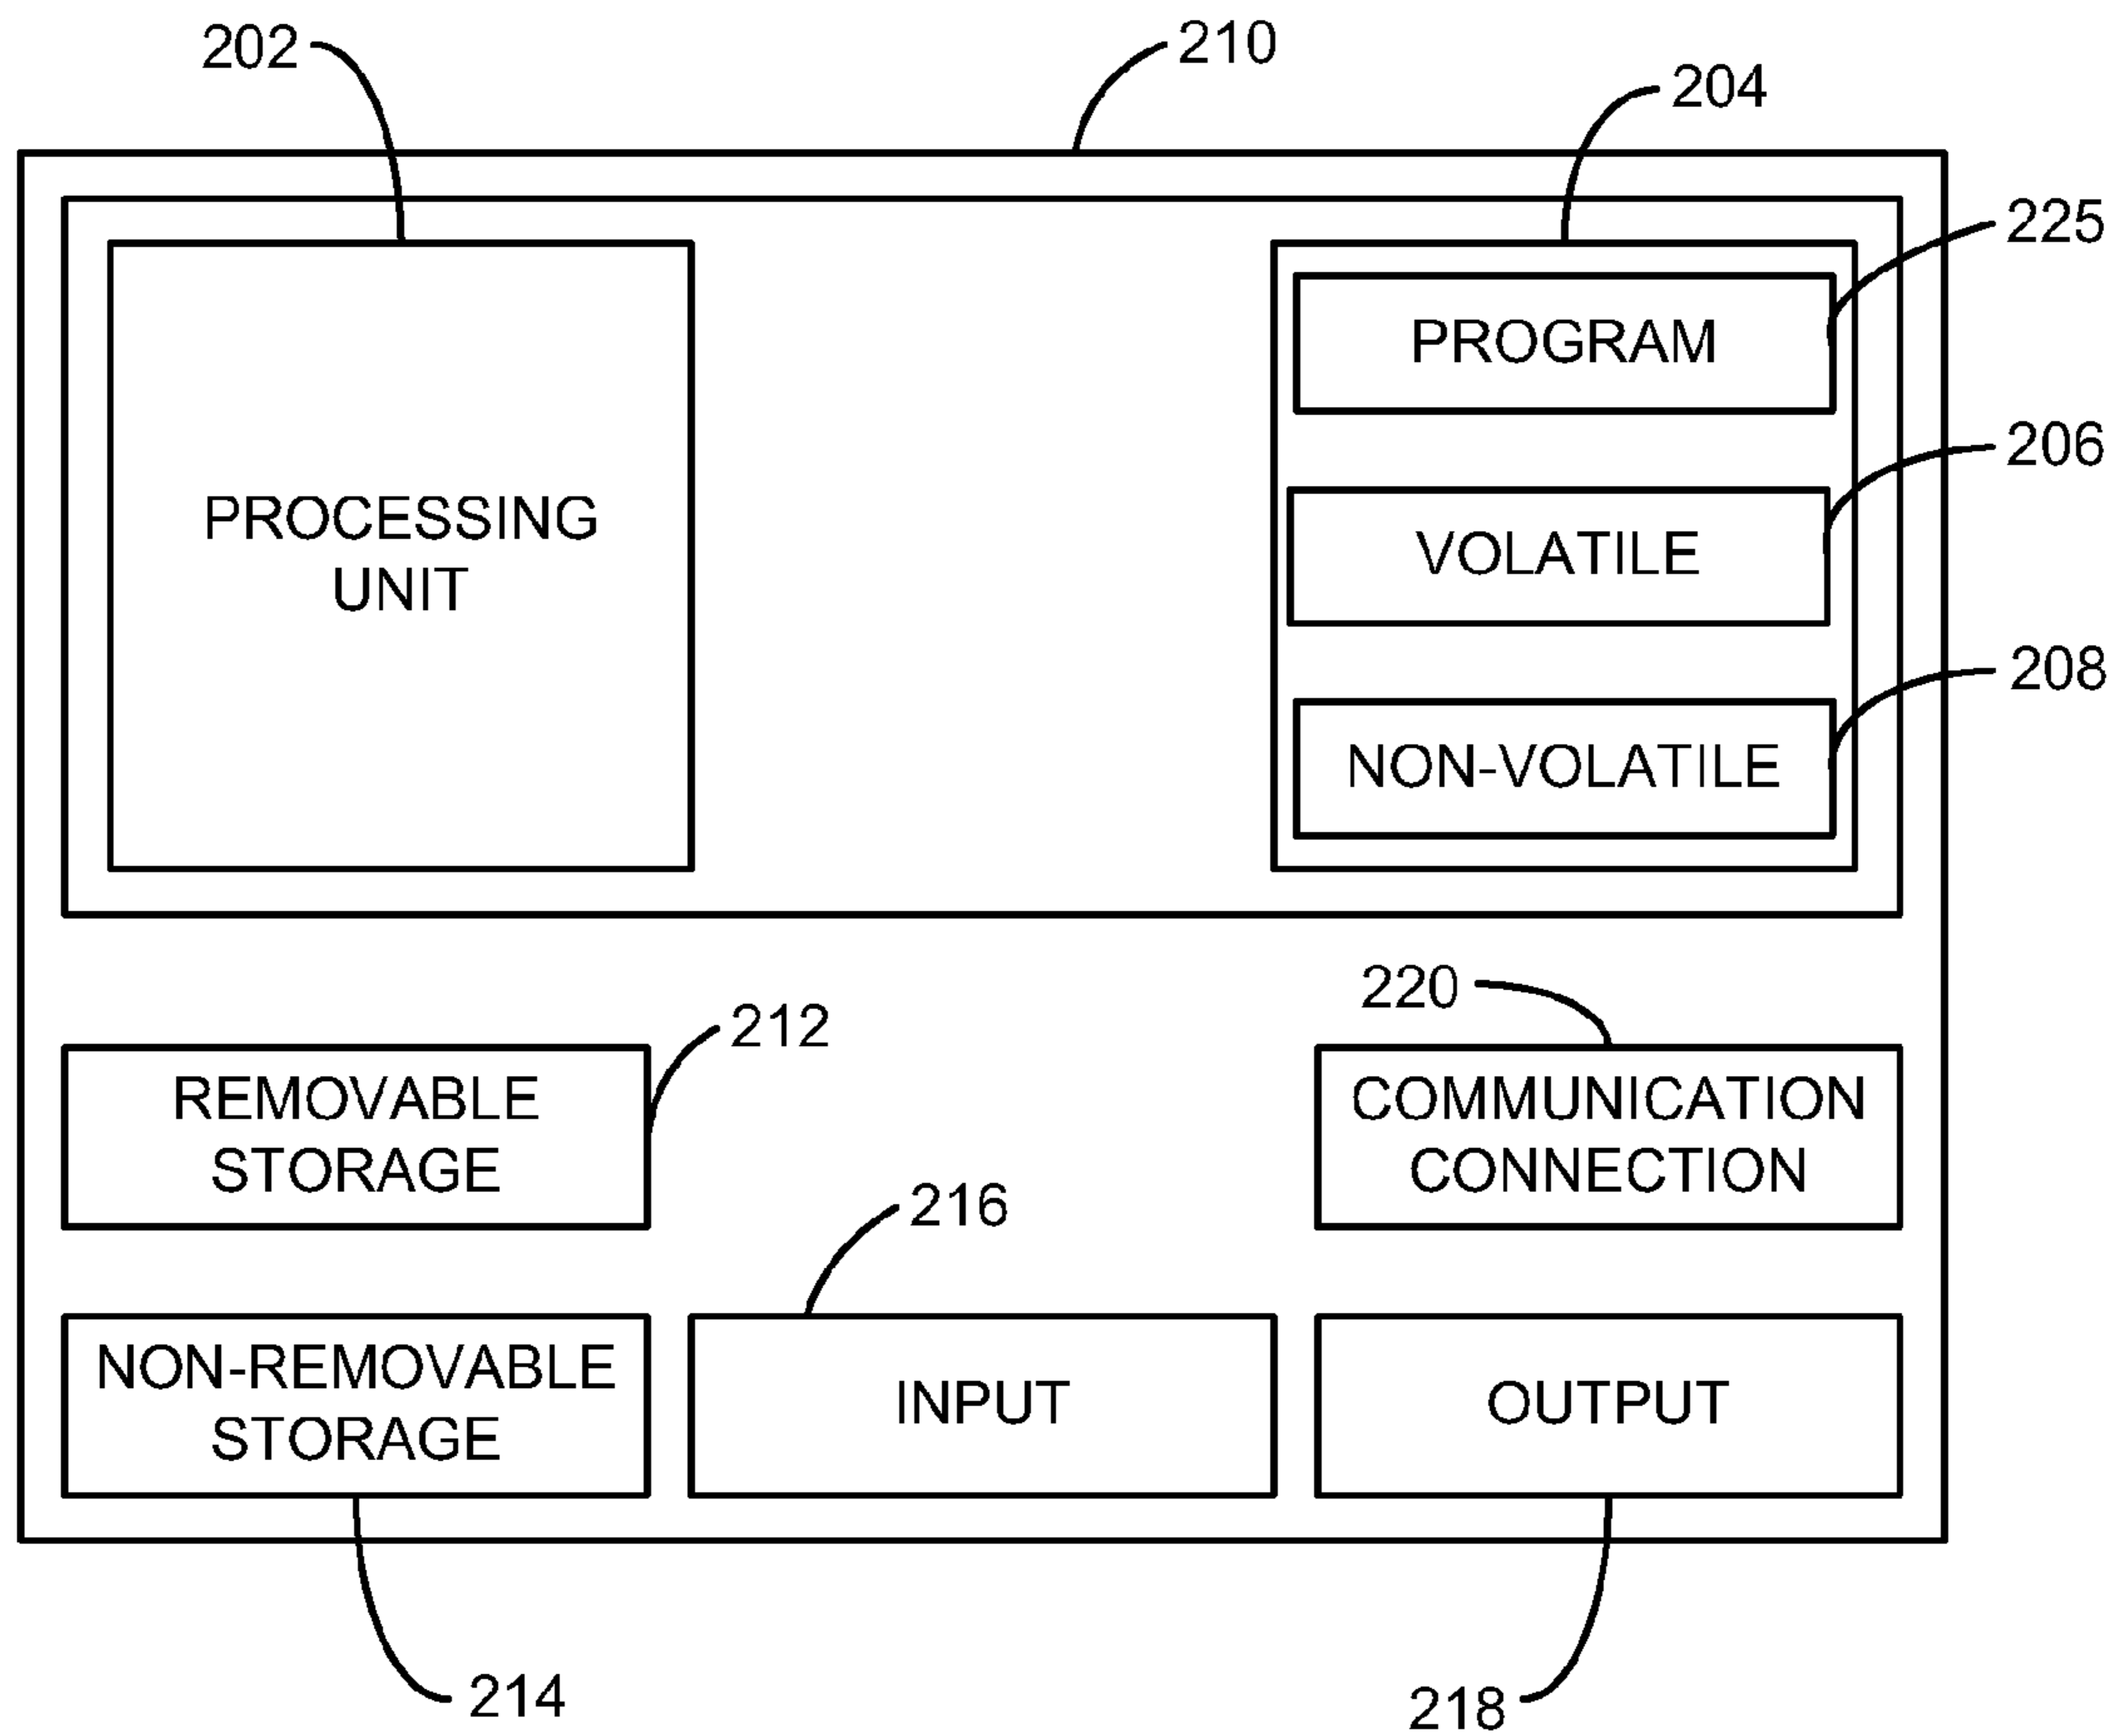 202
210
204
225
PROGRAM
206
PROCESSING
UNIT
VOLATILE
208
NON-VOLATILE
220
212
REMOVABLE
STORAGE
COMMUNICATION
CONNECTION
216
NON-REMOVABLE
STORAGE
INPUT
OUTPUT
214
218